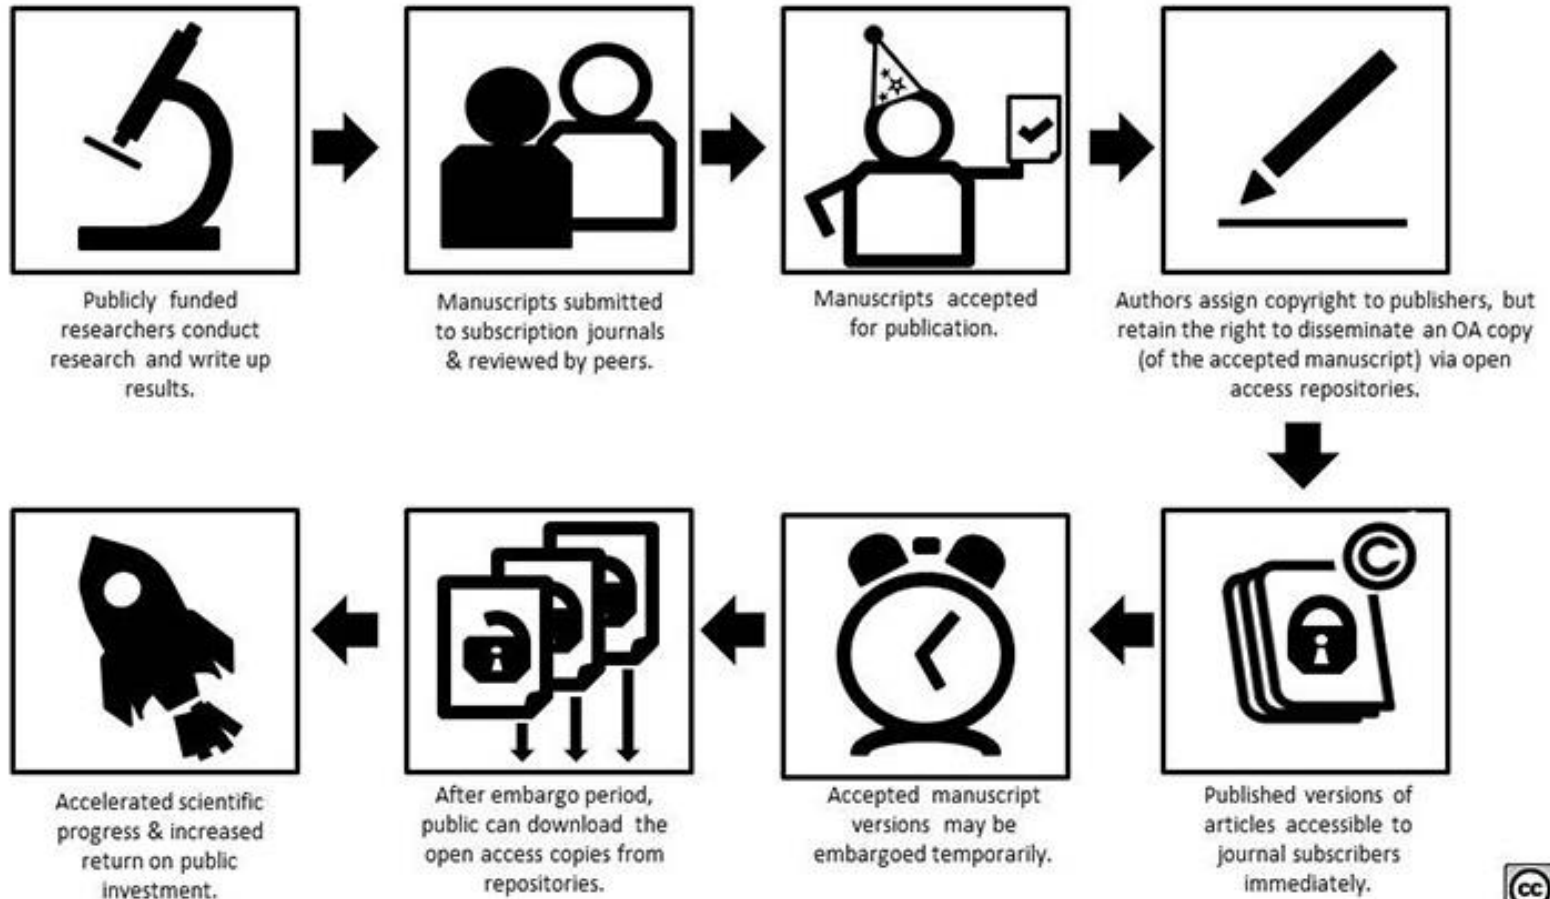 Publicly funded
researchers conduct
research and write up
results.
Manuscripts submitted
to subscription journals
& reviewed by peers.
Manuscripts accepted
for publication.
Authors assign copyright to publishers, but
retain the right to disseminate an OA copy
(of the accepted manuscript) via open
access repositories.
©
Published versions of
articles accessible to
journal subscribers
immediately.
Accepted manuscript
versions may be
embargoed temporarily.
After embargo period,
public can download the
open access copies from
repositories.
Accelerated scientific
progress & increased
return on public
investment.
cc